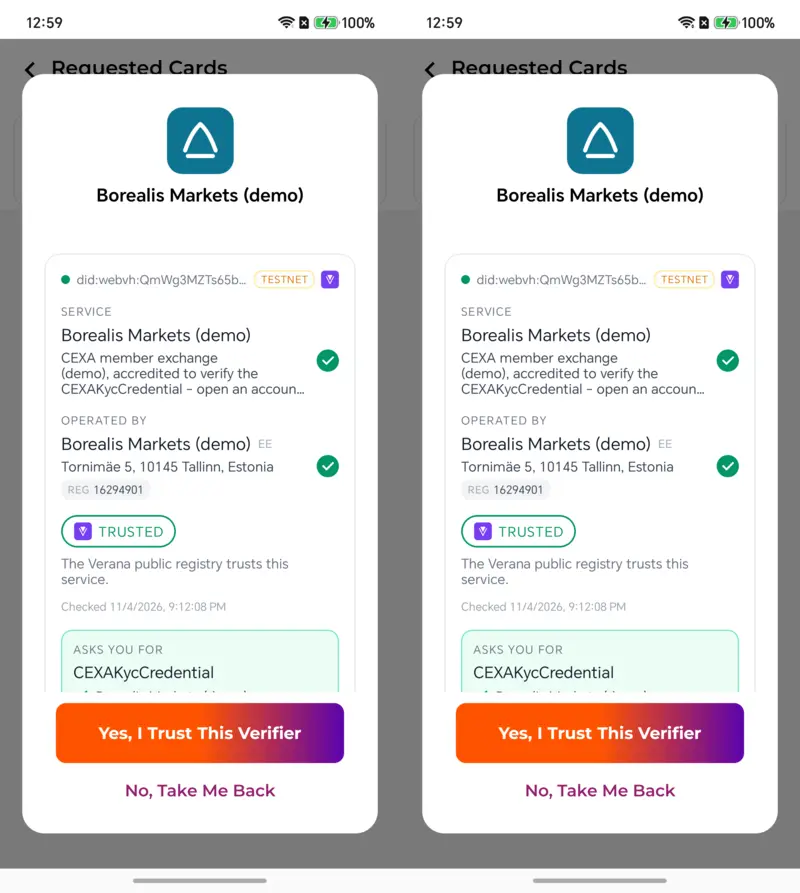 12:59
100%
Requested Cards
Borealis Markets (demo)
did:webvh:QmWg3MZTs65b...
TESTNET
SERVICE
Borealis Markets (demo)
CEXA member exchange
(demo), accredited to verify the
CEXAKycCredential – open an accoun...
OPERATED BY
Borealis Markets (demo) EE
Tornimäe 5, 10145 Tallinn, Estonia
REG 16294901
TRUSTED
The Verana public registry trusts this
service.
Checked 11/4/2026, 9:12:08 PM
ASKS YOU FOR
CEXAKycCredential
Yes, I Trust This Verifier
No, Take Me Back
12:59
100%
Requested Cards
Borealis Markets (demo)
did:webvh:QmWg3MZTs65b...
TESTNET
SERVICE
Borealis Markets (demo)
CEXA member exchange
(demo), accredited to verify the
CEXAKycCredential – open an accoun...
OPERATED BY
Borealis Markets (demo) EE
Tornimäe 5, 10145 Tallinn, Estonia
REG 16294901
TRUSTED
The Verana public registry trusts this
service.
Checked 11/4/2026, 9:12:08 PM
ASKS YOU FOR
CEXAKycCredential
Yes, I Trust This Verifier
No, Take Me Back